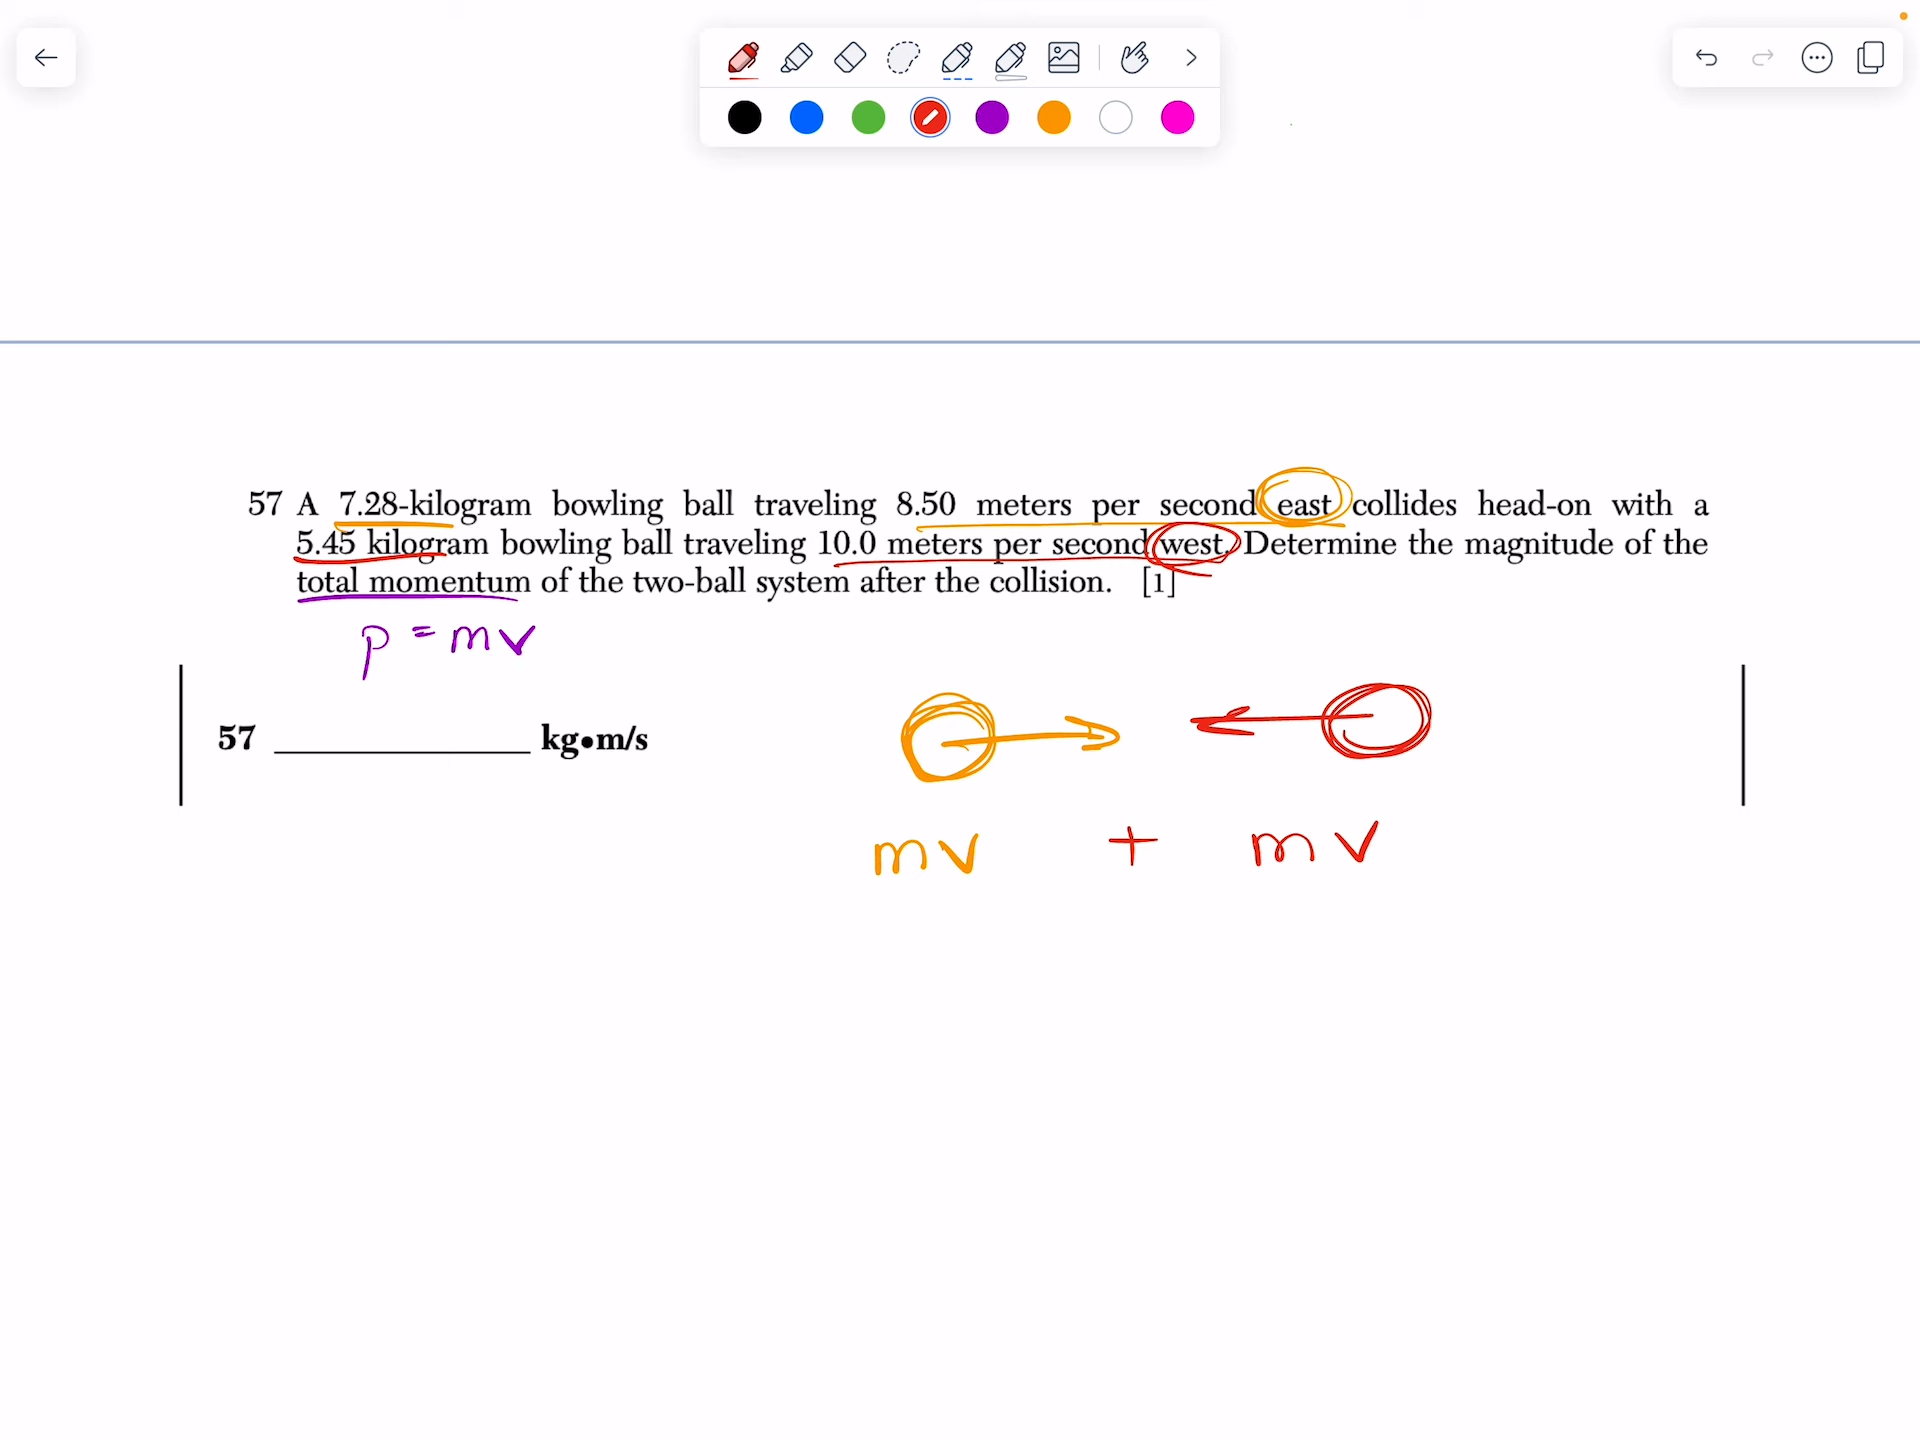 57 A 7.28-kilogram bowling ball traveling 8.50 meters per second east collides head-on with a
5.45 kilogram bowling ball traveling 10.0 meters per second west. Determine the magnitude of the
total momentum of the two-ball system after the collision. [1]
p = mv
57 ______________ kg•m/s
mv + mv